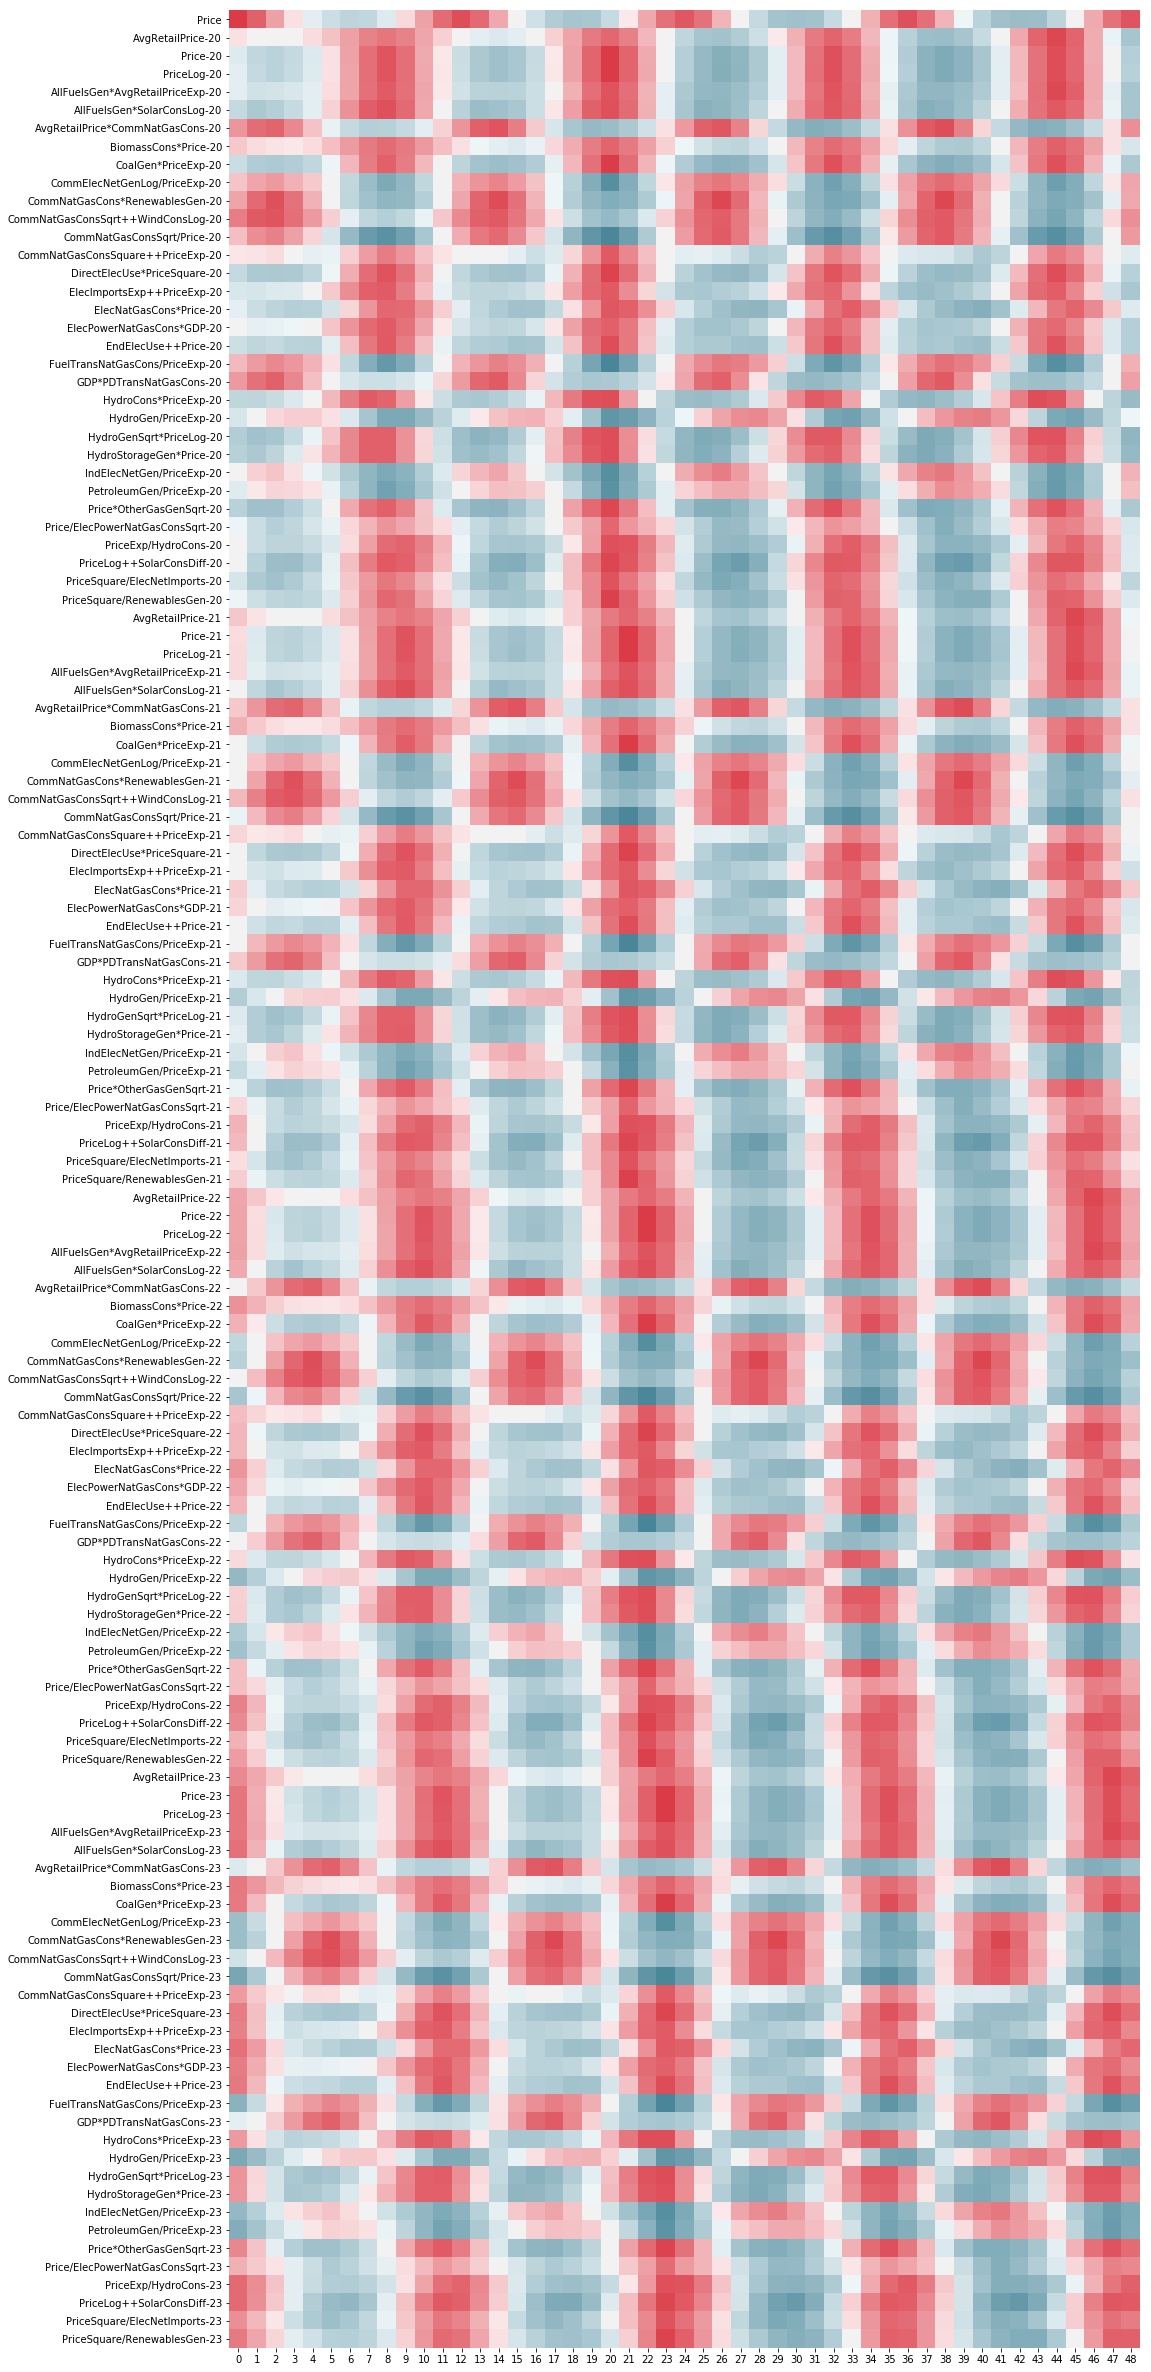 Price
AvgRetailPrice-20
Price-20
PriceLog-20
AllFuelsGen*AvgRetailPriceExp-20
AllFuelsGen*SolarConsLog-20
AvgRetailPrice*CommNatGasCons-20
BiomassCons*Price-20
CoalGen*PriceExp-20
CommElecNetGenLog/PriceExp-20
CommNatGasCons*RenewablesGen-20
CommNatGasConsSqrt++WindConsLog-20
CommNatGasConsSqrt/Price-20
CommNatGasConsSquare++PriceExp-20
DirectElecUse*PriceSquare-20
ElecImportsExp++PriceExp-20
ElecNatGasCons*Price-20
ElecPowerNatGasCons*GDP-20
EndElecUse++Price-20
FuelTransNatGasCons/PriceExp-20
GDP*PDTransNatGasCons-20
HydroCons*PriceExp-20
HydroGen/PriceExp-20
HydroGenSqrt*PriceLog-20
HydroStorageGen*Price-20
IndElecNetGen/PriceExp-20
PetroleumGen/PriceExp-20
Price*OtherGasGenSqrt-20
Price/ElecPowerNatGasConsSqrt-20
PriceExp/HydroCons-20
PriceLog++SolarConsDiff-20
PriceSquare/ElecNetImports-20
PriceSquare/RenewablesGen-20
AvgRetailPrice-21
Price-21
PriceLog-21
AllFuelsGen*AvgRetailPriceExp-21
AllFuelsGen*SolarConsLog-21
AvgRetailPrice*CommNatGasCons-21
BiomassCons*Price-21
CoalGen*PriceExp-21
CommElecNetGenLog/PriceExp-21
CommNatGasCons*RenewablesGen-21
CommNatGasConsSqrt++WindConsLog-21
CommNatGasConsSqrt/Price-21
CommNatGasConsSquare++PriceExp-21
DirectElecUse*PriceSquare-21
ElecImportsExp++PriceExp-21
ElecNatGasCons*Price-21
ElecPowerNatGasCons*GDP-21
EndElecUse++Price-21
FuelTransNatGasCons/PriceExp-21
GDP*PDTransNatGasCons-21
HydroCons*PriceExp-21
HydroGen/PriceExp-21
HydroGenSqrt*PriceLog-21
HydroStorageGen*Price-21
IndElecNetGen/PriceExp-21
PetroleumGen/PriceExp-21
Price*OtherGasGenSqrt-21
Price/ElecPowerNatGasConsSqrt-21
PriceExp/HydroCons-21
PriceLog++SolarConsDiff-21
PriceSquare/ElecNetImports-21
PriceSquare/RenewablesGen-21
AvgRetailPrice-22
Price-22
PriceLog-22
AllFuelsGen*AvgRetailPriceExp-22
AllFuelsGen*SolarConsLog-22
AvgRetailPrice*CommNatGasCons-22
BiomassCons*Price-22
CoalGen*PriceExp-22
CommElecNetGenLog/PriceExp-22
CommNatGasCons*RenewablesGen-22
CommNatGasConsSqrt++WindConsLog-22
CommNatGasConsSqrt/Price-22
CommNatGasConsSquare++PriceExp-22
DirectElecUse*PriceSquare-22
ElecImportsExp++PriceExp-22
ElecNatGasCons*Price-22
ElecPowerNatGasCons*GDP-22
EndElecUse++Price-22
FuelTransNatGasCons/PriceExp-22
GDP*PDTransNatGasCons-22
HydroCons*PriceExp-22
HydroGen/PriceExp-22
HydroGenSqrt*PriceLog-22
HydroStorageGen*Price-22
IndElecNetGen/PriceExp-22
PetroleumGen/PriceExp-22
Price*OtherGasGenSqrt-22
Price/ElecPowerNatGasConsSqrt-22
PriceExp/HydroCons-22
PriceLog++SolarConsDiff-22
PriceSquare/ElecNetImports-22
PriceSquare/RenewablesGen-22
AvgRetailPrice-23
Price-23
PriceLog-23
AllFuelsGen*AvgRetailPriceExp-23
AllFuelsGen*SolarConsLog-23
AvgRetailPrice*CommNatGasCons-23
BiomassCons*Price-23
CoalGen*PriceExp-23
CommElecNetGenLog/PriceExp-23
CommNatGasCons*RenewablesGen-23
CommNatGasConsSqrt++WindConsLog-23
CommNatGasConsSqrt/Price-23
CommNatGasConsSquare++PriceExp-23
DirectElecUse*PriceSquare-23
ElecImportsExp++PriceExp-23
ElecNatGasCons*Price-23
ElecPowerNatGasCons*GDP-23
EndElecUse++Price-23
FuelTransNatGasCons/PriceExp-23
GDP*PDTransNatGasCons-23
HydroCons*PriceExp-23
HydroGen/PriceExp-23
HydroGenSqrt*PriceLog-23
HydroStorageGen*Price-23
IndElecNetGen/PriceExp-23
PetroleumGen/PriceExp-23
Price*OtherGasGenSqrt-23
Price/ElecPowerNatGasConsSqrt-23
PriceExp/HydroCons-23
PriceLog++SolarConsDiff-23
PriceSquare/ElecNetImports-23
PriceSquare/RenewablesGen-23
0 1 2 3 4 5 6 7 8 9 10 11 12 13 14 15 16 17 18 19 20 21 22 23 24 25 26 27 28 29 30 31 32 33 34 35 36 37 38 39 40 41 42 43 44 45 46 47 48